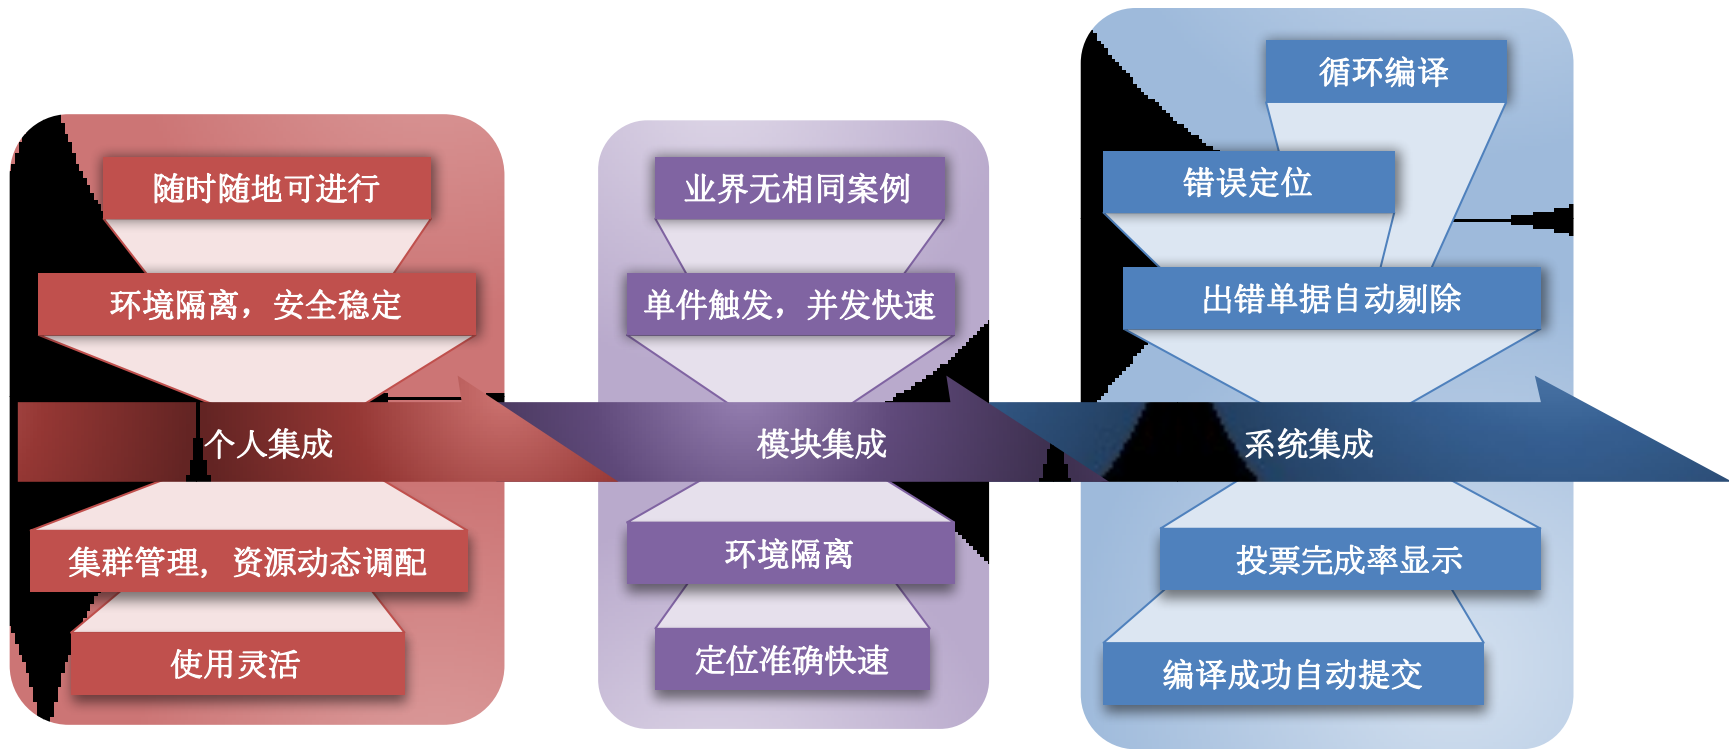 随时随地可进行
环境隔离，安全稳定
个人集成
集群管理，资源动态调配
使用灵活
业界无相同案例
单件触发，并发快速
模块集成
环境隔离
定位准确快速
循环编译
错误定位
出错单据自动剔除
系统集成
投票完成率显示
编译成功自动提交